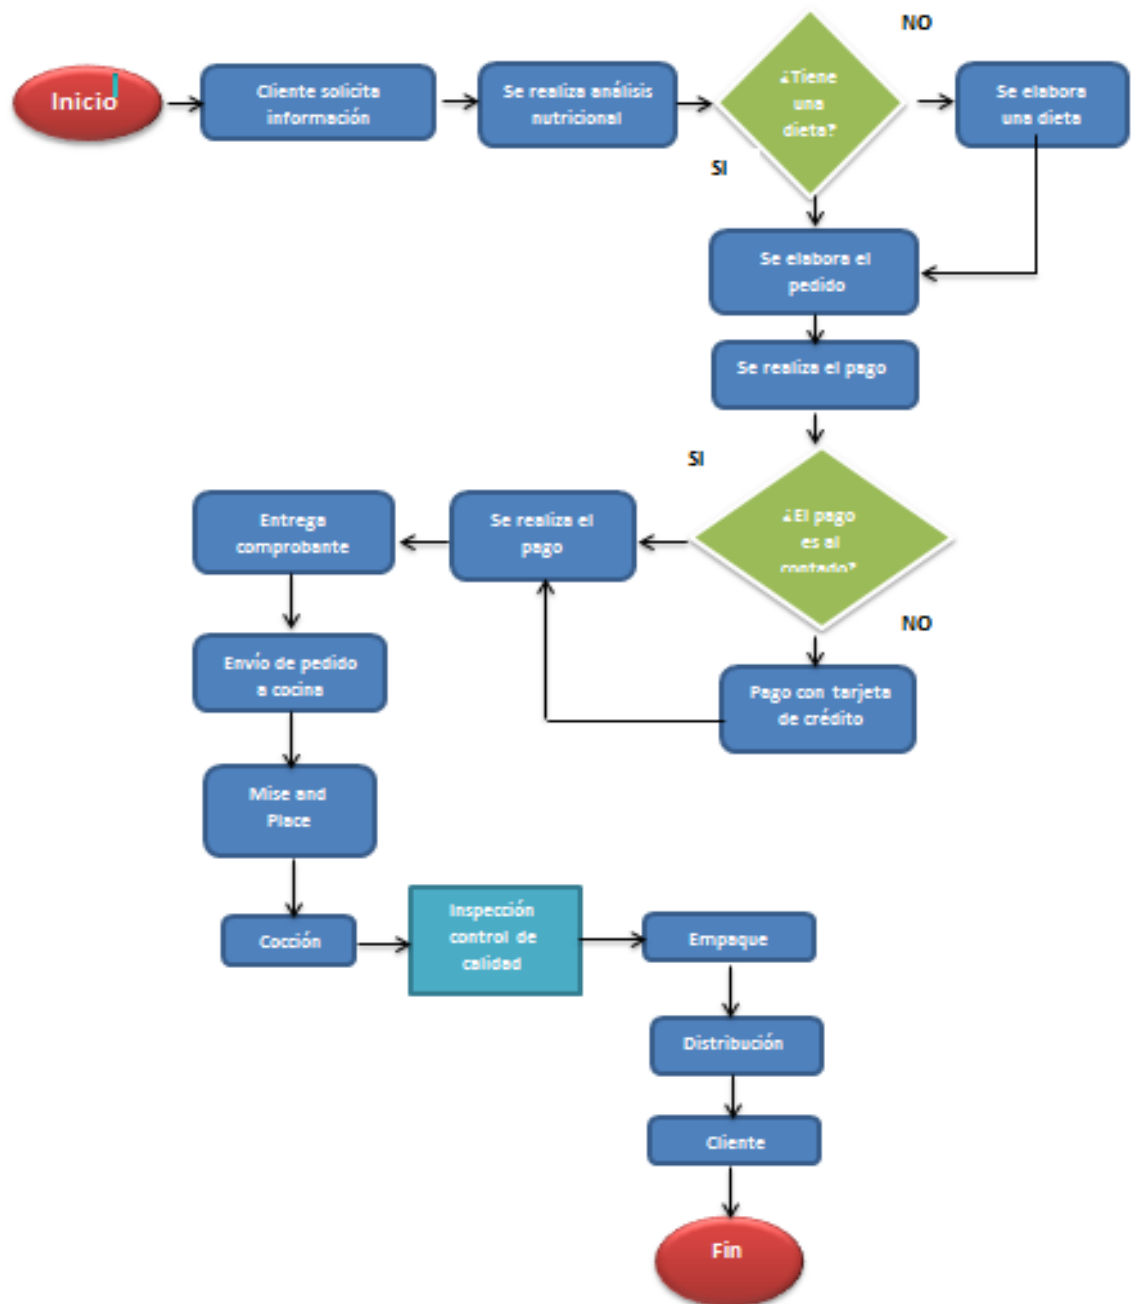 NO
Inicio
Cliente solicita
información
Se realiza análisis
nutricional
¿Tiene
una
dieta?
Se elabora
una dieta
SI
Se elabora el
pedido
Se realiza el pago
SI
Entrega
comprobante
Se realiza el
pago
¿El pago
es al
contado?
NO
Envío de pedido
a cocina
Pago con tarjeta
de crédito
Mise and
Place
Cocción
Inspección
control de
calidad
Empaque
Distribución
Cliente
Fin